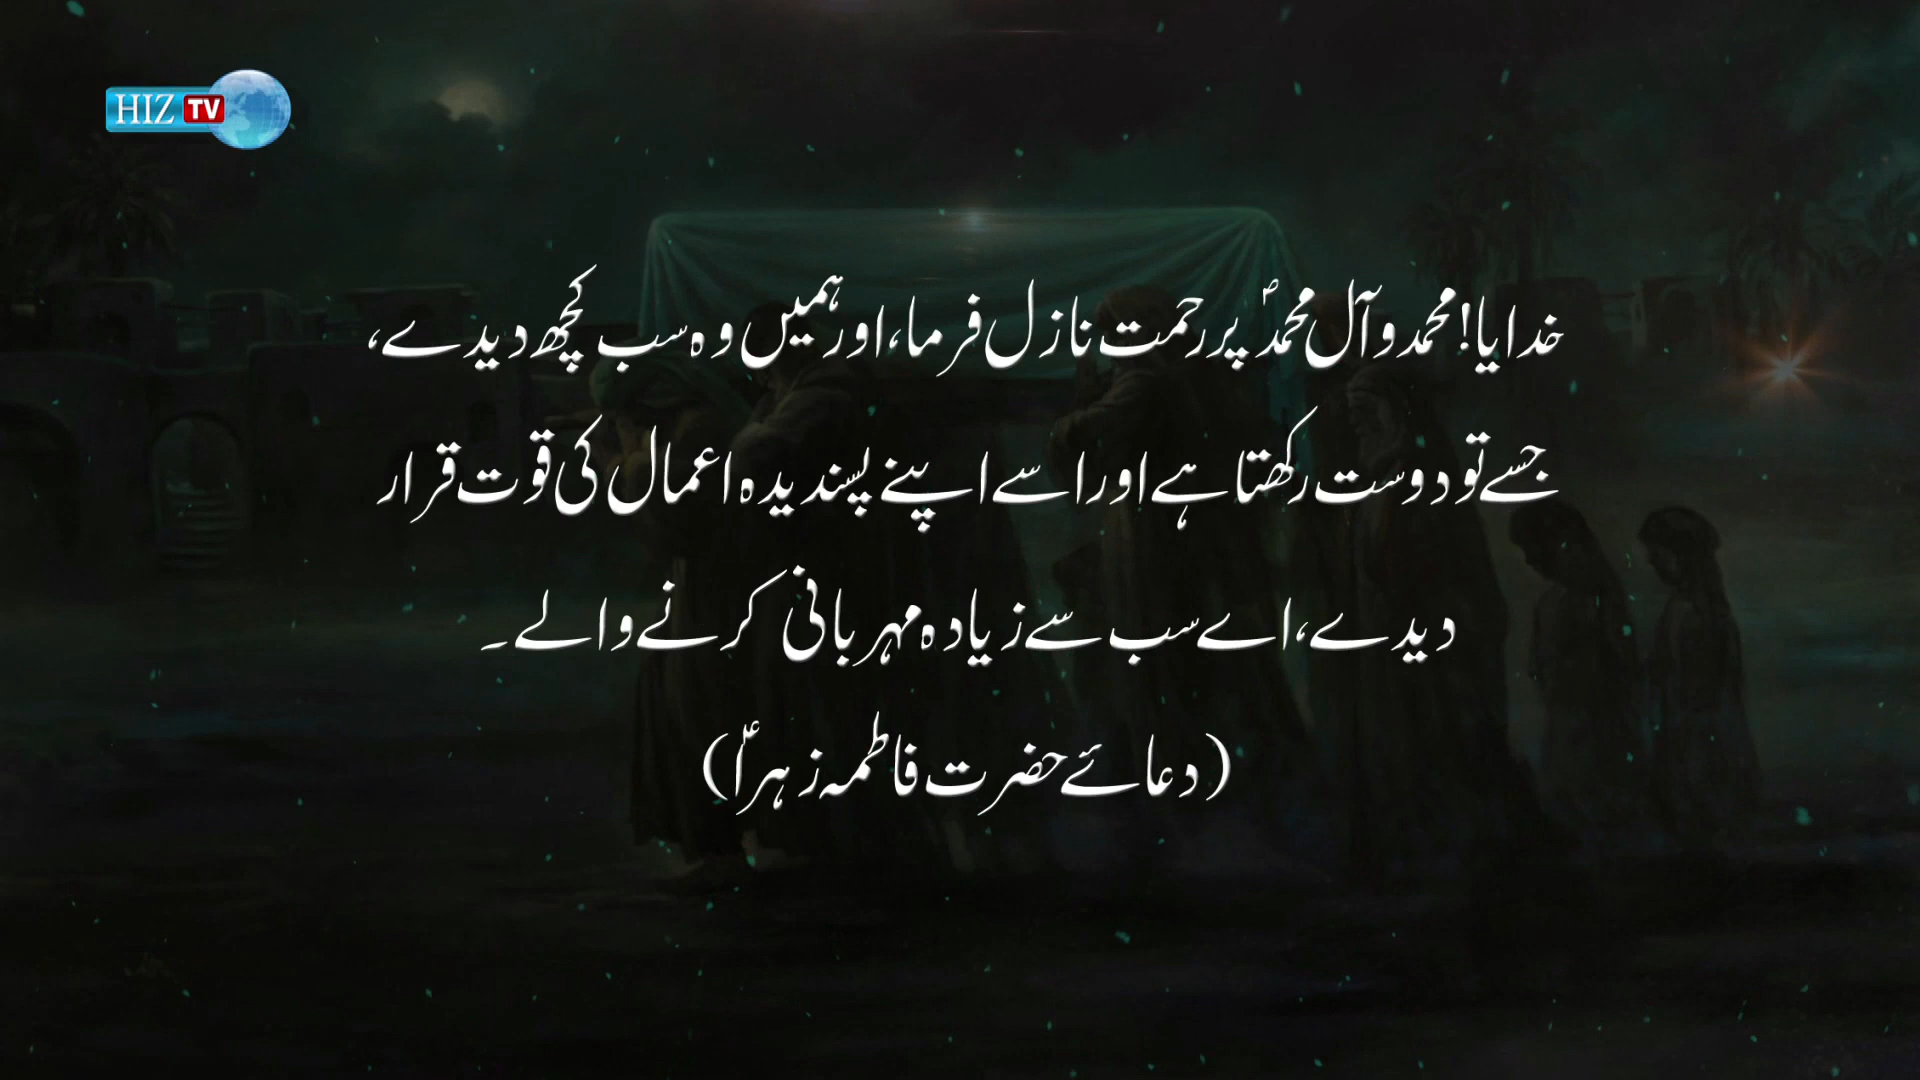 HIZ TV
خدایا! محمد و آل محمدؐ پر رحمت نازل فرما، اور ہمیں وہ سب کچھ دیدے،
جسے تو دوست رکھتا ہے اور اسے اپنے پسندیدہ اعمال کی قوت قرار
دیدے، اے سب سے زیادہ مہربانی کرنے والے۔
(دعائے حضرت فاطمہ زہراؑ)